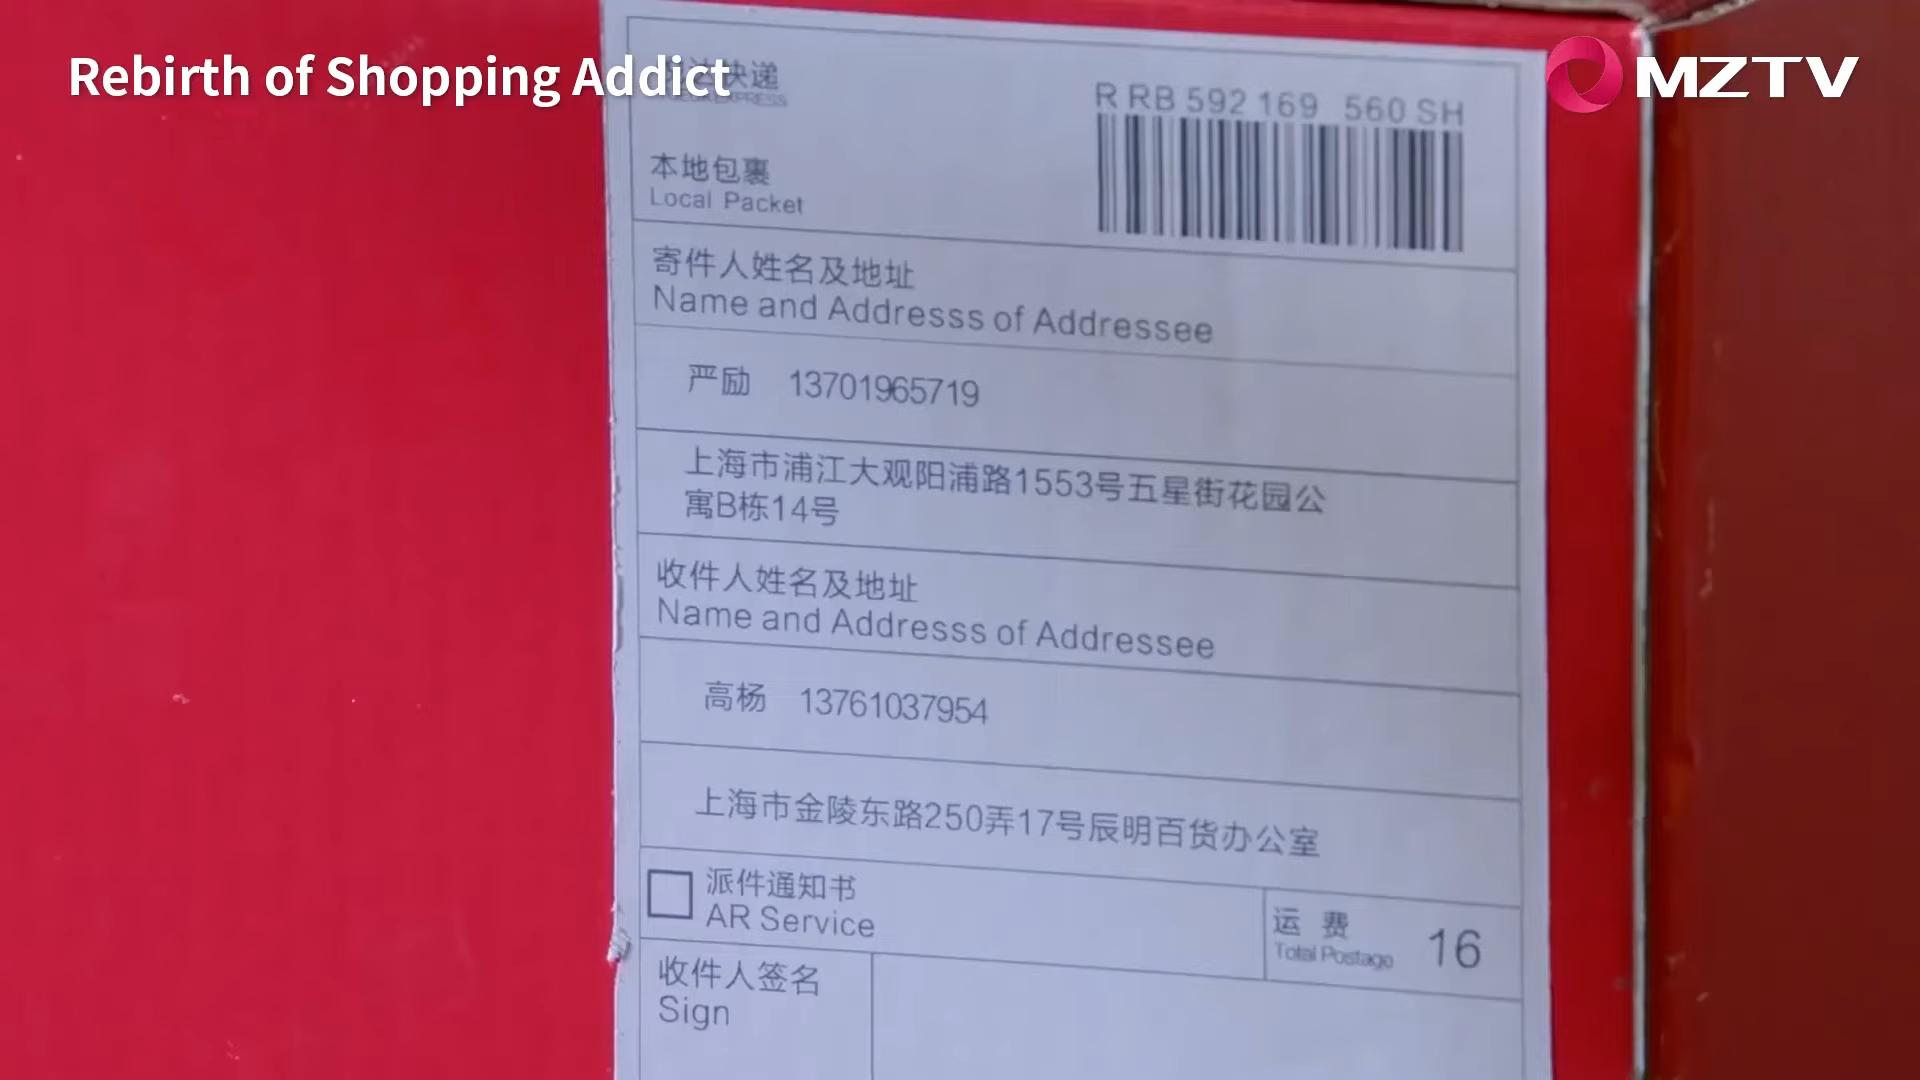 Rebirth of Shopping Addict
MZTV
快递
EXPRESS
R RB 592 169 560 SH
本地包裹
Local Packet
寄件人姓名及地址
Name and Addresss of Addressee
严励 13701965719
上海市浦江大观阳浦路1553号五星街花园公
寓B栋14号
收件人姓名及地址
Name and Addresss of Addressee
高杨 13761037954
上海市金陵东路250弄17号辰明百货办公室
派件通知书
AR Service
运费
Total Postage
16
收件人签名
Sign